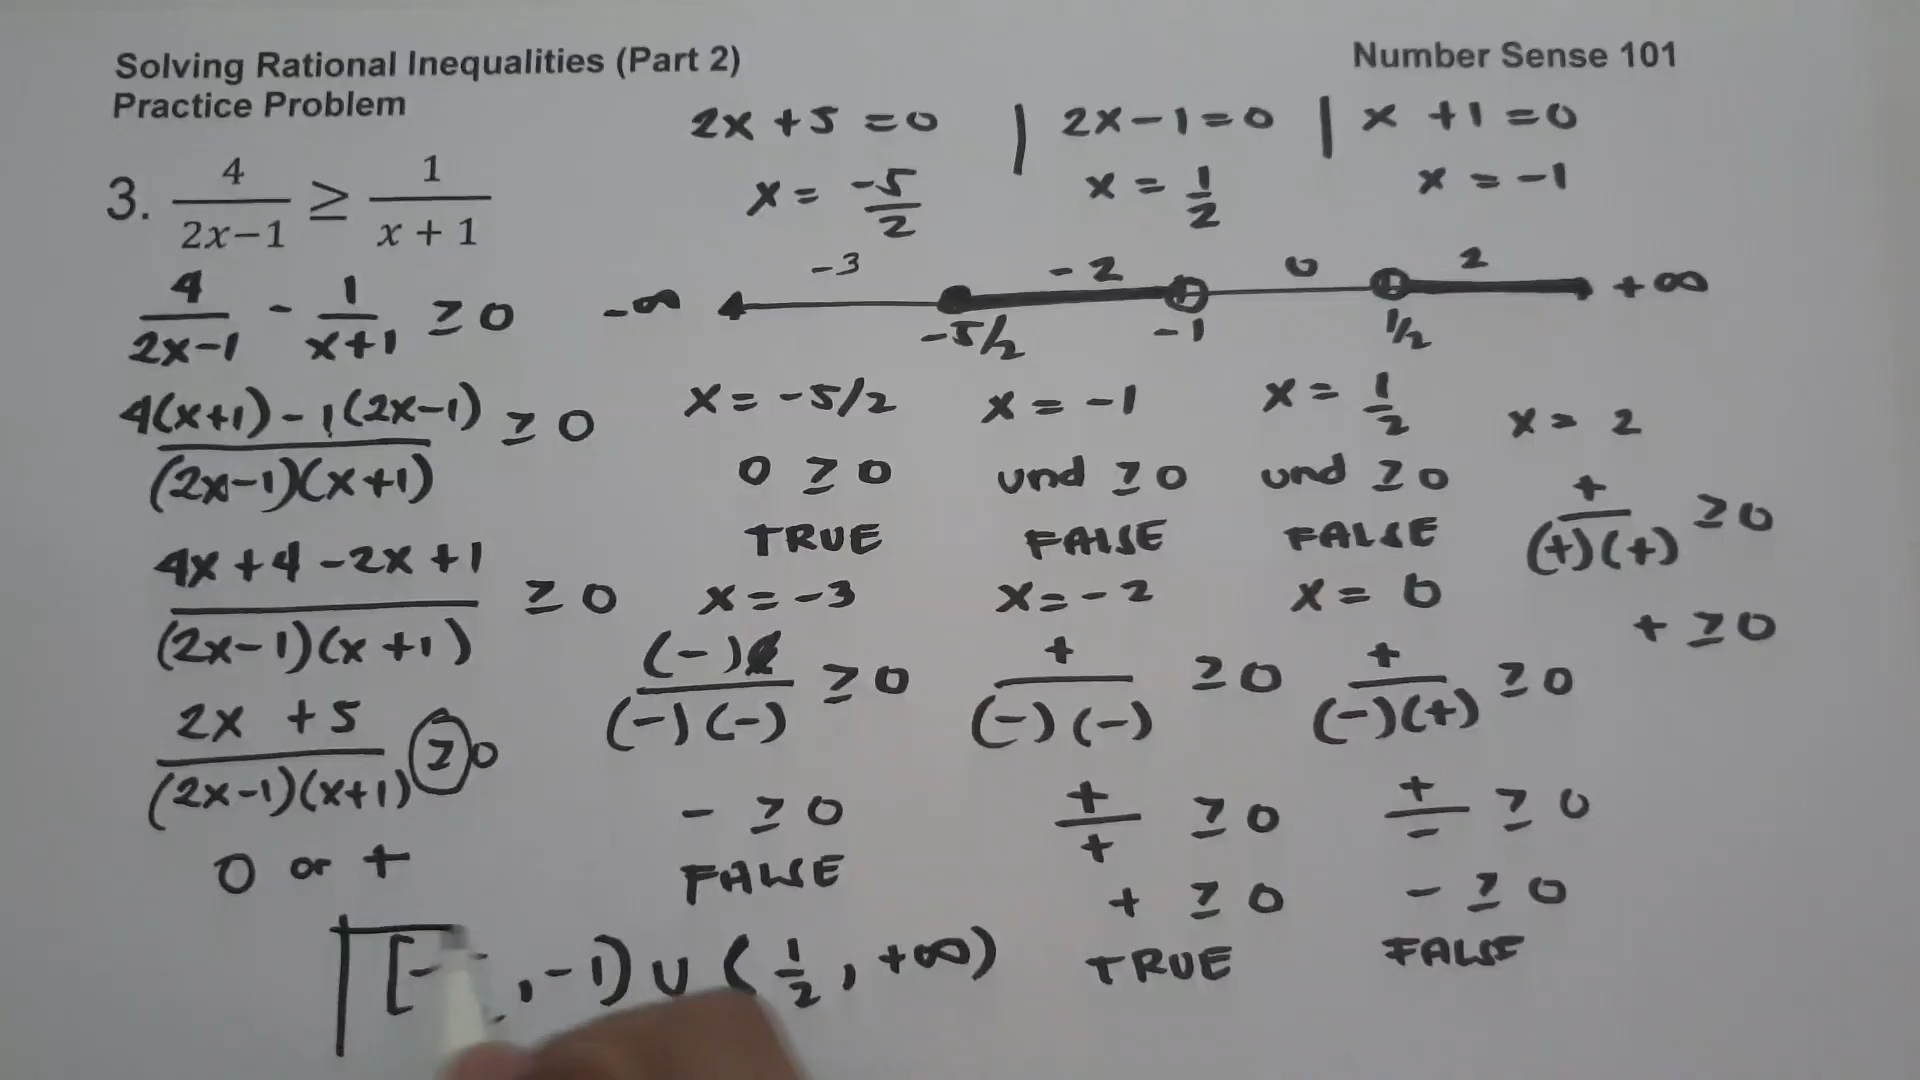 Solving Rational Inequalities (Part 2)
Number Sense 101
Practice Problem
3. 4/(2x−1) ≥ 1/(x + 1)
4/(2x−1) - 1/(x+1) ≥ 0
(4(x+1) - 1(2x-1))/((2x-1)(x+1)) ≥ 0
(4x + 4 - 2x + 1)/((2x-1)(x+1)) ≥ 0
(2x + 5)/((2x-1)(x+1)) ≥ 0
0 or +
2x + 5 = 0 | 2x - 1 = 0 | x + 1 = 0
x = -5/2 x = 1/2 x = -1
-3 -2 0 2
-∞ +∞
-5/2 -1 1/2
x = -5/2
0 ≥ 0
TRUE
x = -3
(-)/((-)(-)) ≥ 0
- ≥ 0
FALSE
x = -1
und ≥ 0
FALSE
x = -2
+/((-)(-)) ≥ 0
+/+ ≥ 0
+ ≥ 0
TRUE
x = 1/2
und ≥ 0
FALSE
x = 0
+/((-)(+)) ≥ 0
+/- ≥ 0
- ≥ 0
FALSE
x = 2
+/((+)(+)) ≥ 0
+ ≥ 0
[- , -1) ∪ (1/2, +∞)